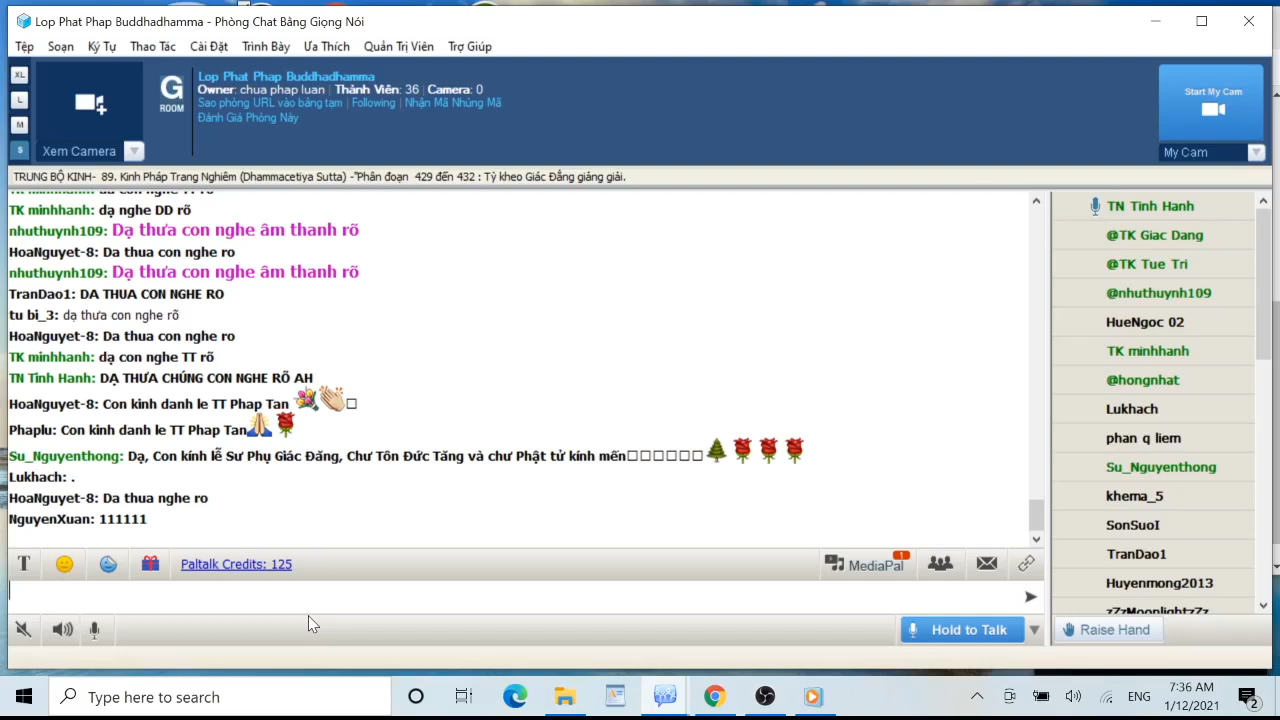 Lop Phat Phap Buddhadhamma - Phòng Chat Bằng Giọng Nói
Tệp Soạn Ký Tự Thao Tác Cài Đặt Trình Bày Ưa Thích Quản Trị Viên Trợ Giúp
XL
L
M
S
Xem Camera
G
ROOM
Lop Phat Phap Buddhadhamma
Owner: chua phap luan | Thành Viên: 36 | Camera: 0
Sao phòng URL vào bảng tạm | Following | Nhận Mã Nhúng Mã
Đánh Giá Phòng Này
Start My Cam
My Cam
TRUNG BỘ KINH- 89. Kinh Pháp Trang Nghiêm (Dhammacetiya Sutta) -"Phân đoạn 429 đến 432 : Tỳ kheo Giác Đẳng giảng giải.
TK minhhanh: dạ nghe DD rõ
nhuthuynh109: Dạ thưa con nghe âm thanh rõ
HoaNguyet-8: Da thua con nghe ro
nhuthuynh109: Dạ thưa con nghe âm thanh rõ
TranDao1: DA THUA CON NGHE RO
tu bi_3: dạ thưa con nghe rõ
HoaNguyet-8: Da thua con nghe ro
TK minhhanh: dạ con nghe TT rõ
TN Tinh Hanh: DẠ THƯA CHÚNG CON NGHE RÕ AH
HoaNguyet-8: Con kinh danh le TT Phap Tan
Phaplu: Con kinh danh le TT Phap Tan
Su_Nguyenthong: Dạ, Con kính lễ Sư Phụ Giác Đăng, Chư Tôn Đức Tăng và chư Phật tử kính mến
Lukhach: .
HoaNguyet-8: Da thua nghe ro
NguyenXuan: 111111
TN Tinh Hanh
@TK Giac Dang
@TK Tue Tri
@nhuthuynh109
HueNgoc 02
TK minhhanh
@hongnhat
Lukhach
phan q liem
Su_Nguyenthong
khema_5
SonSuoI
TranDao1
Huyenmong2013
zZzMoonlightzZz
T Paltalk Credits: 125 MediaPal 1
Hold to Talk
Raise Hand
Type here to search
ENG
7:36 AM
1/12/2021
2